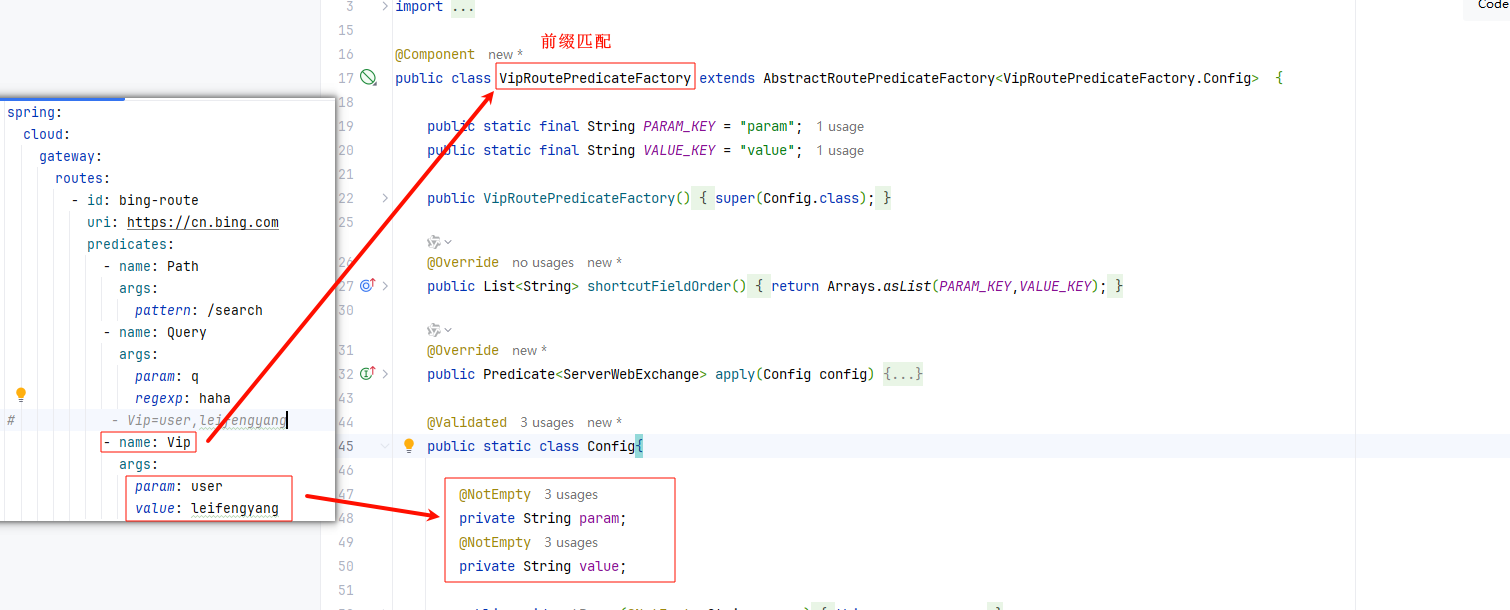 spring:
cloud:
gateway:
routes:
- id: bing-route
uri: https://cn.bing.com
predicates:
- name: Path
args:
pattern: /search
- name: Query
args:
param: q
regexp: haha
# - Vip=user,leifengyang
- name: Vip
args:
param: user
value: leifengyang
前缀匹配
Code
3 import ...
15
16 @Component new *
17 public class VipRoutePredicateFactory extends AbstractRoutePredicateFactory<VipRoutePredicateFactory.Config> {
18
19 public static final String PARAM_KEY = "param"; 1 usage
20 public static final String VALUE_KEY = "value"; 1 usage
21
22 public VipRoutePredicateFactory() { super(Config.class); }
25
26 @Override no usages new *
27 public List<String> shortcutFieldOrder() { return Arrays.asList(PARAM_KEY,VALUE_KEY); }
30
31 @Override new *
32 public Predicate<ServerWebExchange> apply(Config config) {...}
43
44 @Validated 3 usages new *
45 public static class Config{
46
47 @NotEmpty 3 usages
48 private String param;
49 @NotEmpty 3 usages
50 private String value;
51